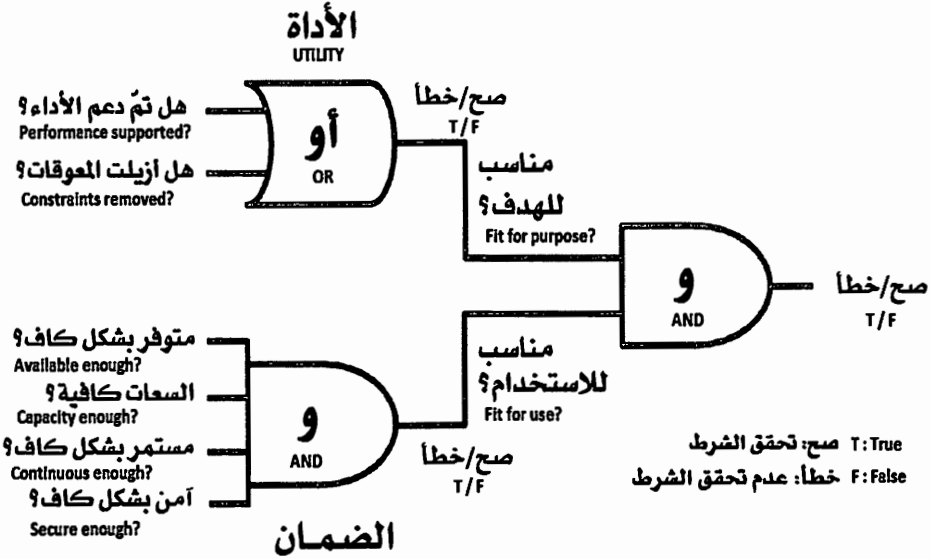 الأداة
UTILITY
هل تمّ دعم الأداء؟
Performance supported?
هل أزيلت المعوقات؟
Constraints removed?
أو
OR
صح/خطأ
T/F
مناسب
للهدف؟
Fit for purpose?
و
AND
صح/خطأ
T/F
متوفر بشكل كاف؟
Available enough?
السعات كافية؟
Capacity enough?
مستمر بشكل كاف؟
Continuous enough?
آمن بشكل كاف؟
Secure enough?
و
AND
صح/خطأ
T/F
مناسب
للاستخدام؟
Fit for use?
الضمان
T:True صح: تحقق الشرط
F:False خطأ: عدم تحقق الشرط